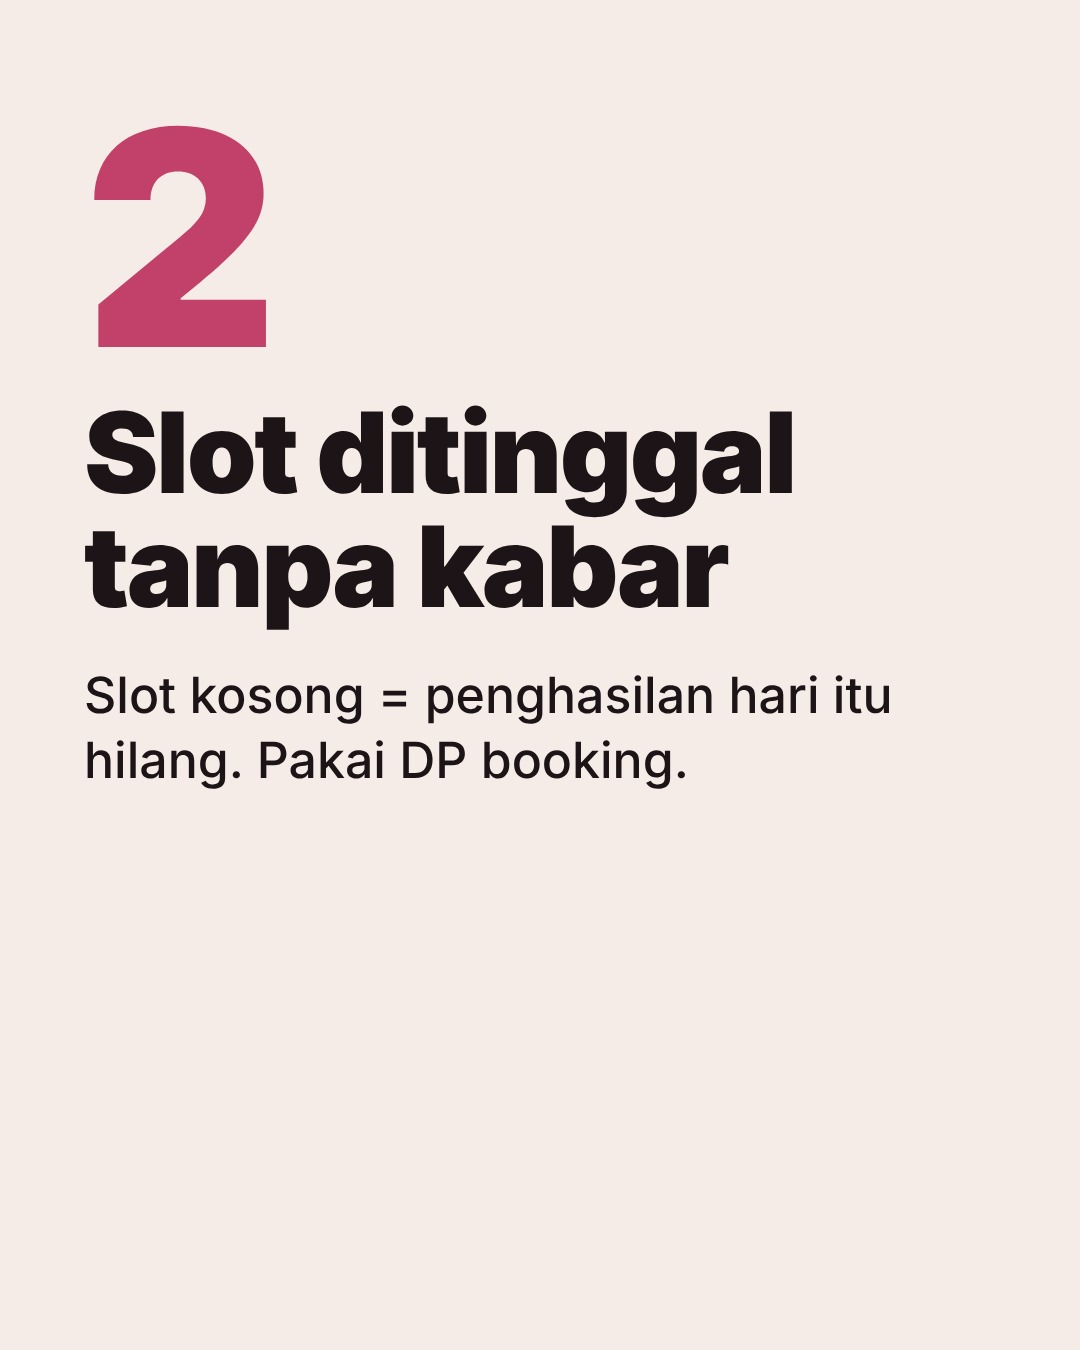 2
Slot ditinggal
tanpa kabar
Slot kosong = penghasilan hari itu
hilang. Pakai DP booking.